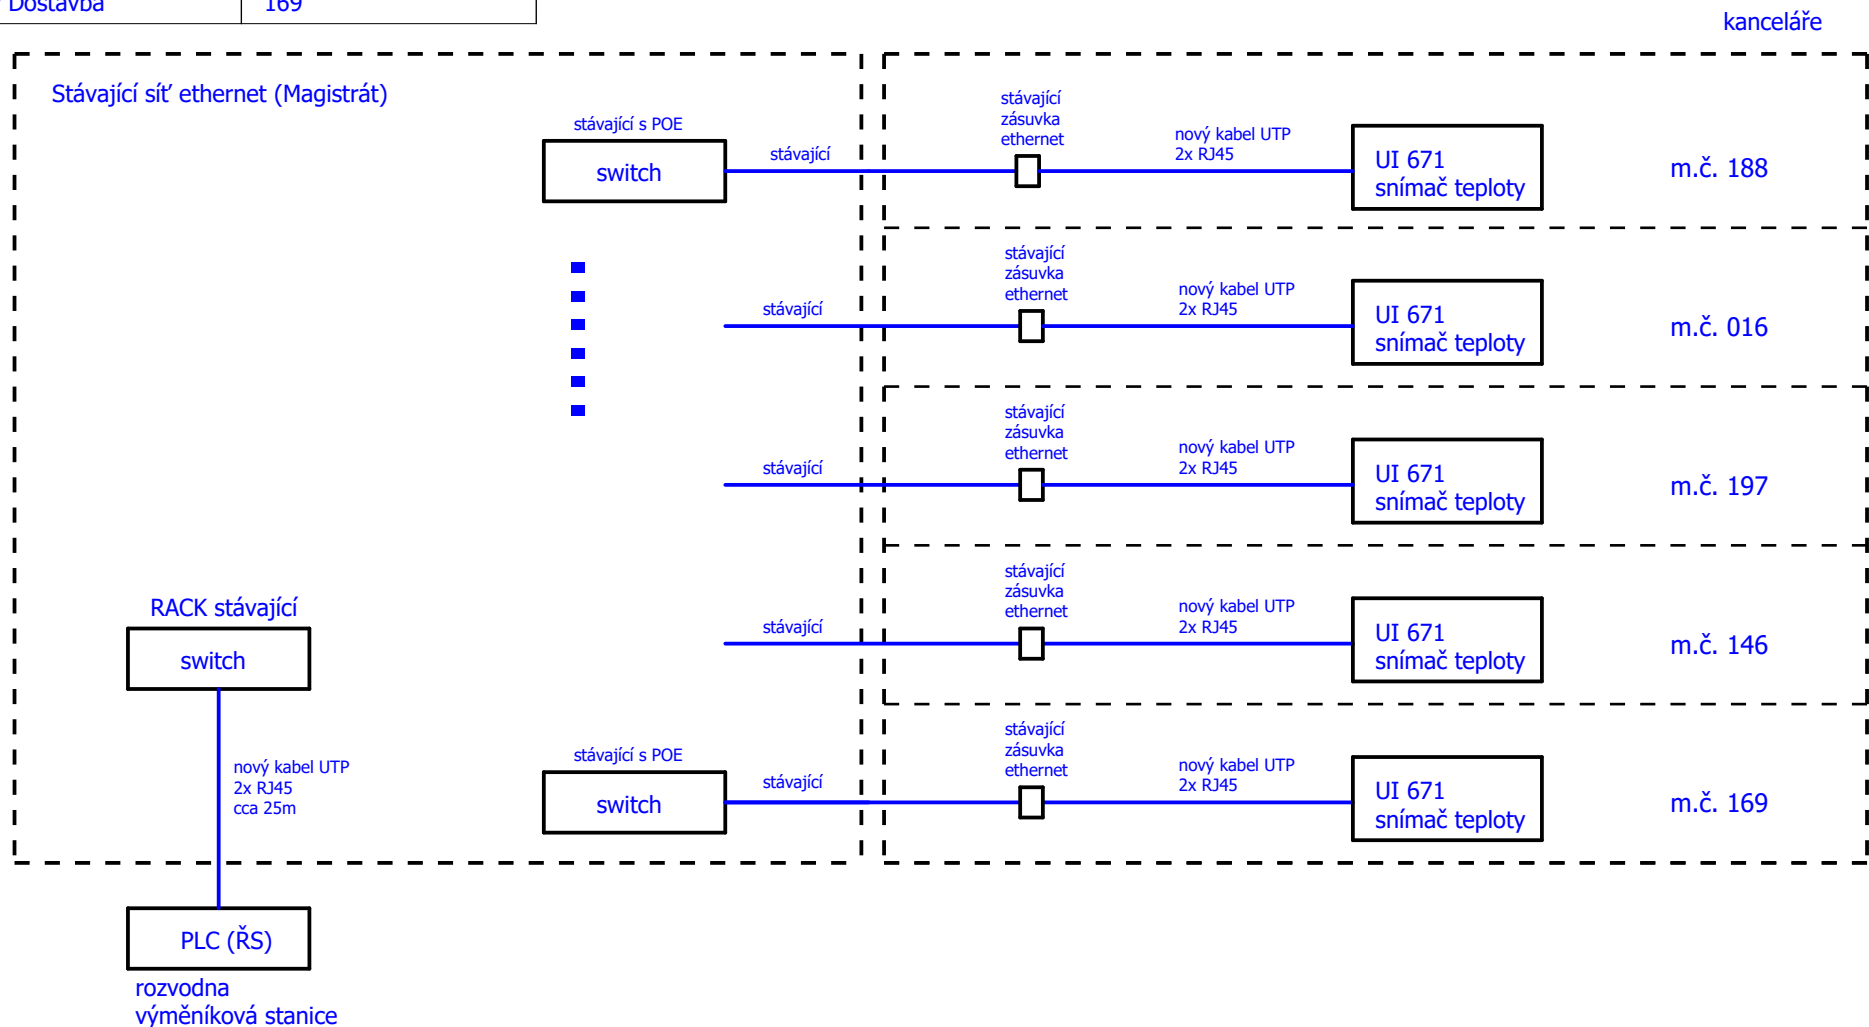 Dostavba 169
kanceláře
Stávající síť ethernet (Magistrát)
stávající s POE
switch
stávající
stávající
zásuvka
ethernet
nový kabel UTP
2x RJ45
UI 671
snímač teploty
m.č. 188
stávající
stávající
zásuvka
ethernet
nový kabel UTP
2x RJ45
UI 671
snímač teploty
m.č. 016
stávající
stávající
zásuvka
ethernet
nový kabel UTP
2x RJ45
UI 671
snímač teploty
m.č. 197
stávající
stávající
zásuvka
ethernet
nový kabel UTP
2x RJ45
UI 671
snímač teploty
m.č. 146
RACK stávající
switch
nový kabel UTP
2x RJ45
cca 25m
stávající s POE
switch
stávající
stávající
zásuvka
ethernet
nový kabel UTP
2x RJ45
UI 671
snímač teploty
m.č. 169
PLC (ŘS)
rozvodna
výměníková stanice